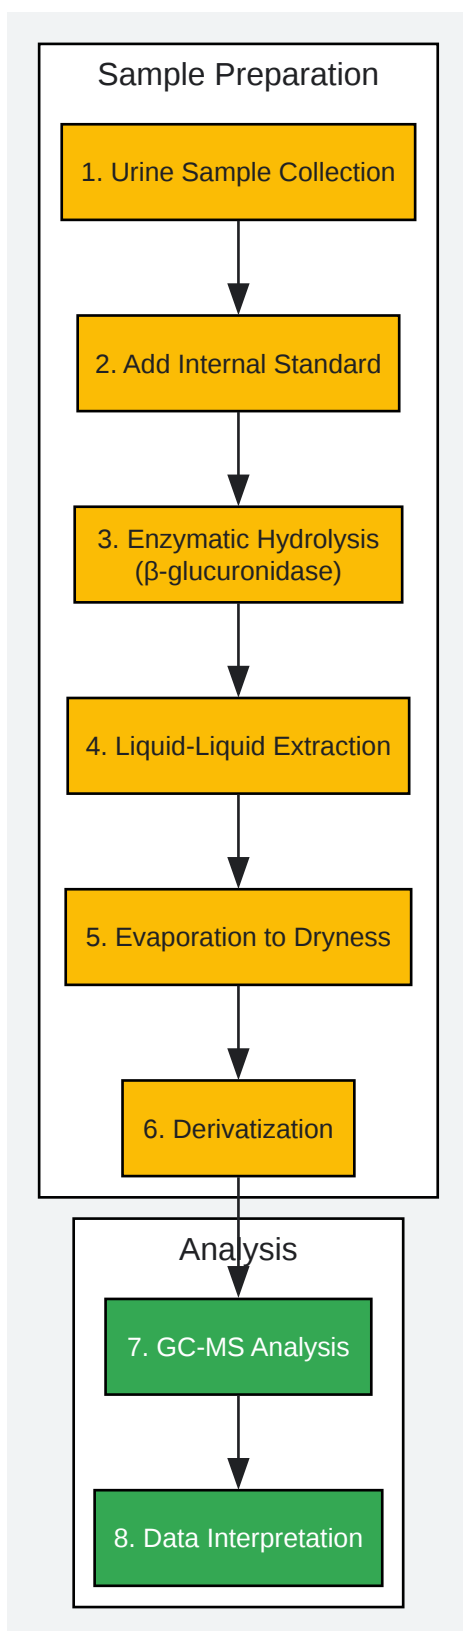 Sample Preparation
1. Urine Sample Collection
2. Add Internal Standard
3. Enzymatic Hydrolysis
(β-glucuronidase)
4. Liquid-Liquid Extraction
5. Evaporation to Dryness
6. Derivatization
Analysis
7. GC-MS Analysis
8. Data Interpretation